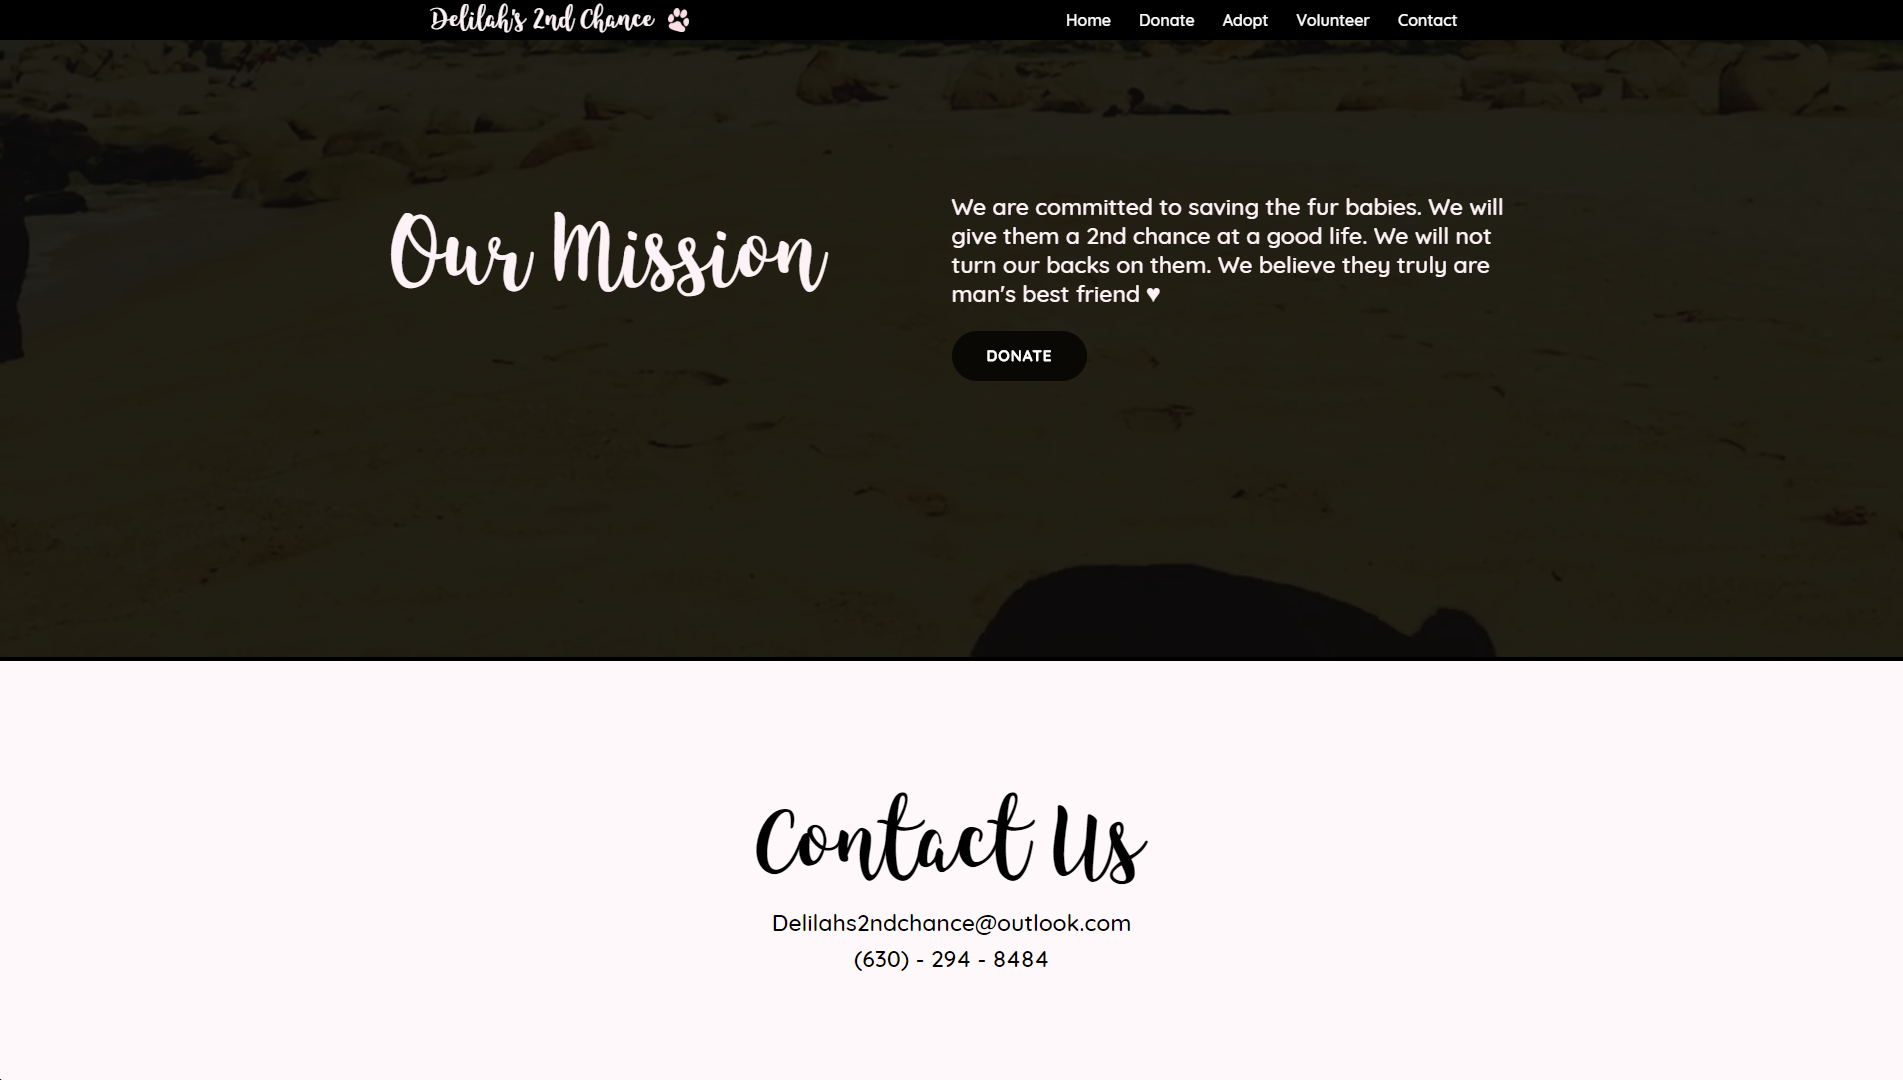 Delilah's 2nd Chance
Home Donate Adopt Volunteer Contact
Our Mission
We are committed to saving the fur babies. We will
give them a 2nd chance at a good life. We will not
turn our backs on them. We believe they truly are
man's best friend ♥
DONATE
Contact Us
Delilahs2ndchance@outlook.com
(630) - 294 - 8484